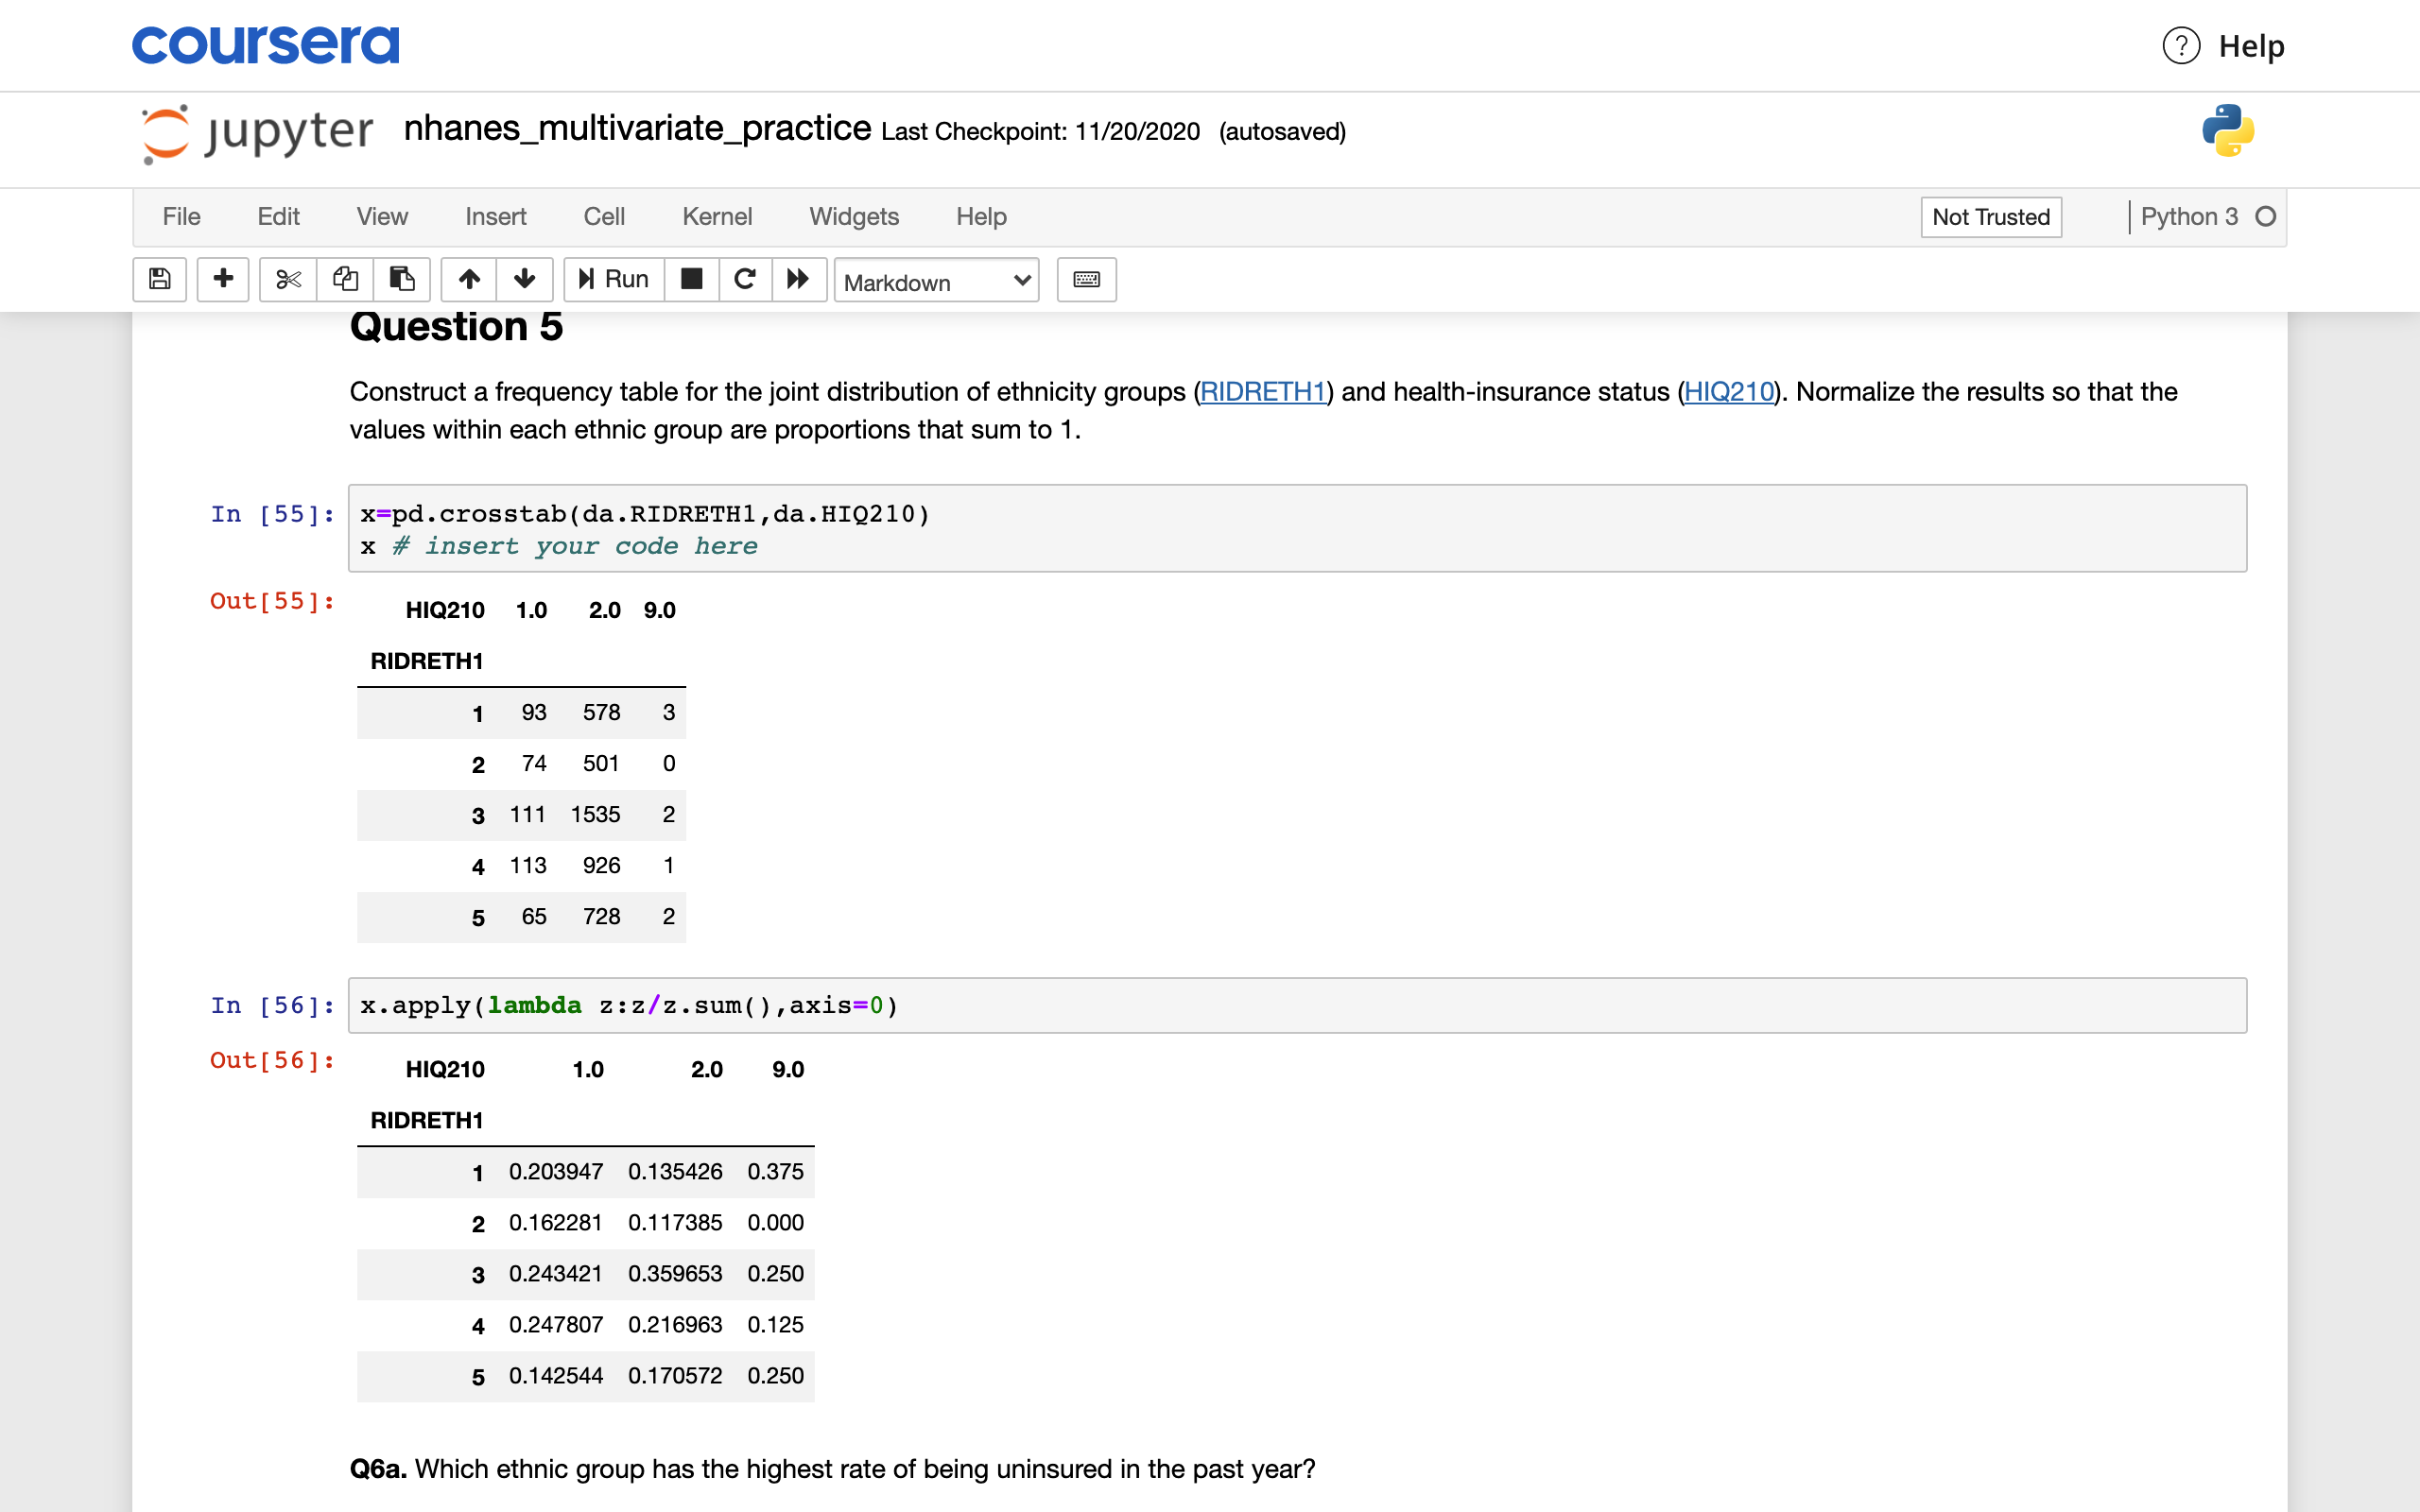 coursera
? Help
jupyter nhanes_multivariate_practice Last Checkpoint: 11/20/2020 (autosaved)
File Edit View Insert Cell Kernel Widgets Help Not Trusted Python 3
Run Markdown
Question 5
Construct a frequency table for the joint distribution of ethnicity groups (RIDRETH1) and health-insurance status (HIQ210). Normalize the results so that the
values within each ethnic group are proportions that sum to 1.
In [55]: x=pd.crosstab(da.RIDRETH1,da.HIQ210)
x # insert your code here
Out[55]:
HIQ210 1.0 2.0 9.0
RIDRETH1
1 93 578 3
2 74 501 0
3 111 1535 2
4 113 926 1
5 65 728 2
In [56]: x.apply(lambda z:z/z.sum(),axis=0)
Out[56]:
HIQ210 1.0 2.0 9.0
RIDRETH1
1 0.203947 0.135426 0.375
2 0.162281 0.117385 0.000
3 0.243421 0.359653 0.250
4 0.247807 0.216963 0.125
5 0.142544 0.170572 0.250
Q6a. Which ethnic group has the highest rate of being uninsured in the past year?